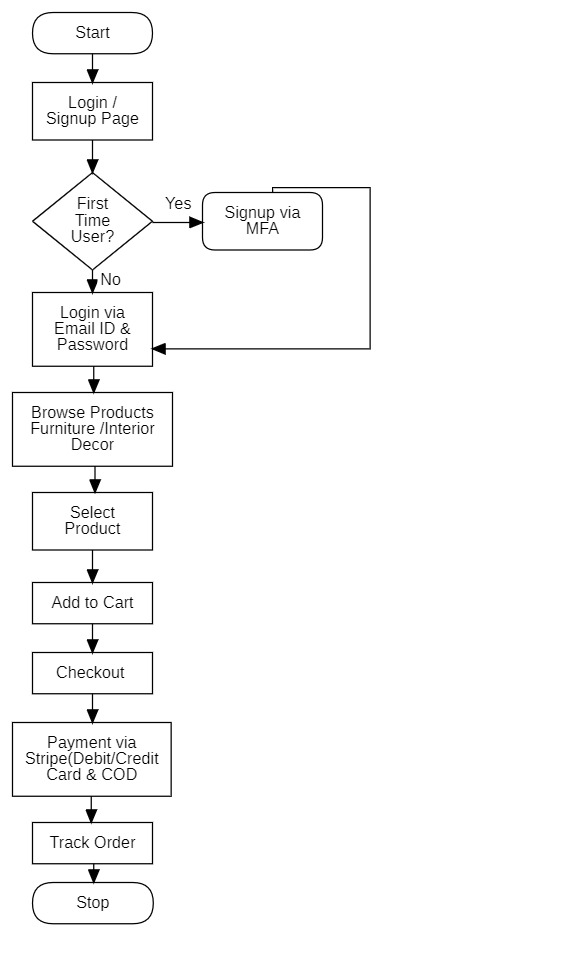 Start
Login /
Signup Page
First
Time
User?
Yes
Signup via
MFA
No
Login via
Email ID &
Password
Browse Products
Furniture /Interior
Decor
Select
Product
Add to Cart
Checkout
Payment via
Stripe(Debit/Credit
Card & COD
Track Order
Stop